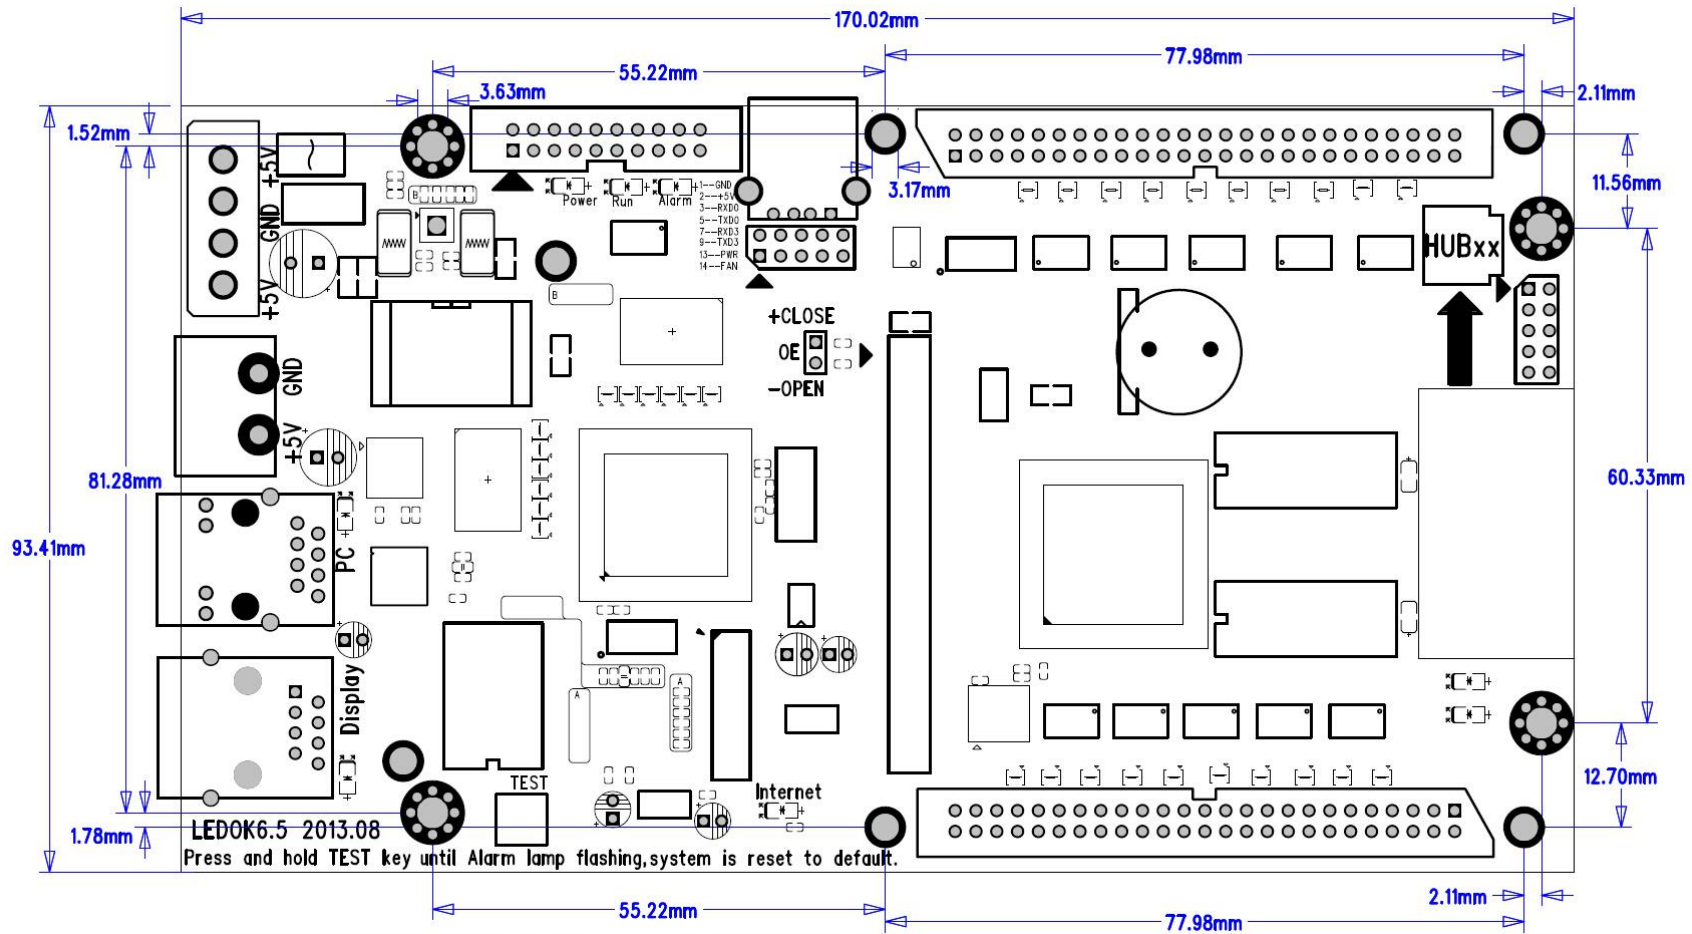 170.02mm
77.98mm
55.22mm
3.63mm
2.11mm
1.52mm
+5V
GND
+5V
3.17mm
11.56mm
B
Power
Run
Alarm
1--GND
2--+5V
3--RXD0
5--TXD0
7--RXD3
9--TXD3
13--PWR
14--FAN
HUBxx
B
+CLOSE
OE
-OPEN
GND
+5V
81.28mm
60.33mm
93.41mm
PC
Display
A
A
TEST
Internet
12.70mm
1.78mm
LEDOK6.5 2013.08
Press and hold TEST key until Alarm lamp flashing,system is reset to default.
2.11mm
55.22mm
77.98mm